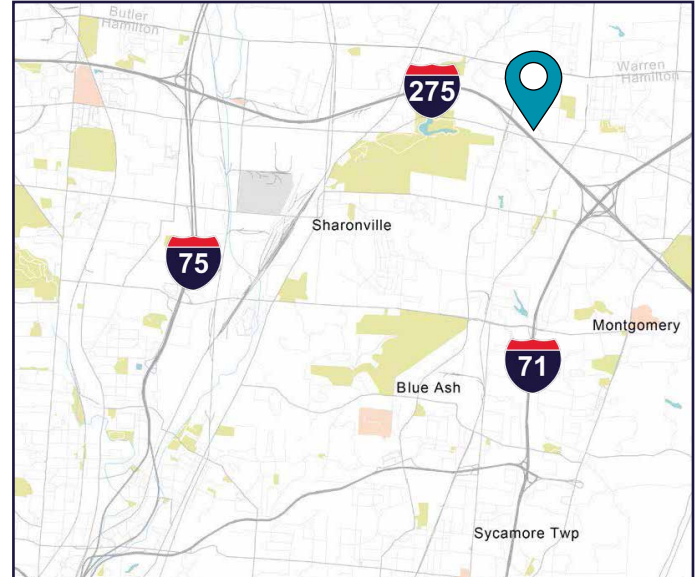 Butler
Hamilton
275
Warren
Hamilton
Sharonville
75
Montgomery
71
Blue Ash
Sycamore Twp